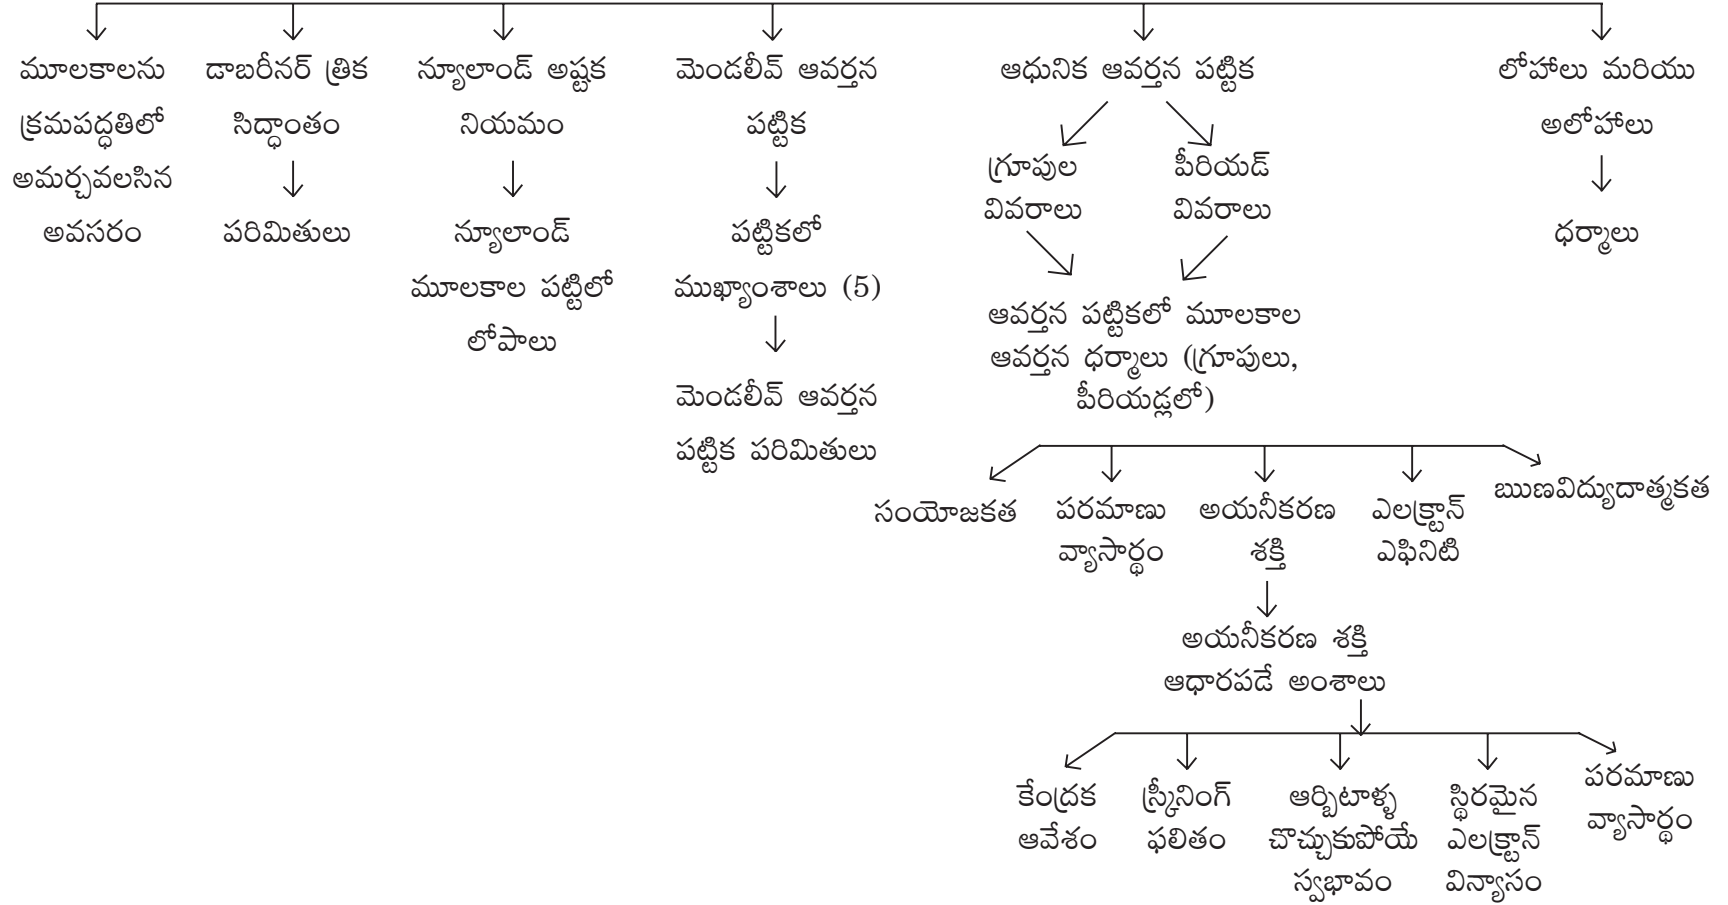 మూలకాలను
క్రమపద్ధతిలో
అమర్చవలసిన
అవసరం
డాబరీనర్ త్రిక
సిద్ధాంతం
పరిమితులు
న్యూలాండ్ అష్టక
నియమం
న్యూలాండ్
మూలకాల పట్టిలో
లోపాలు
మెండలీవ్ ఆవర్తన
పట్టిక
పట్టికలో
ముఖ్యాంశాలు (5)
మెండలీవ్ ఆవర్తన
పట్టిక పరిమితులు
ఆధునిక ఆవర్తన పట్టిక
గ్రూపుల
వివరాలు
పీరియడ్
వివరాలు
ఆవర్తన పట్టికలో మూలకాల
ఆవర్తన ధర్మాలు (గ్రూపులు,
పీరియడ్లలో)
సంయోజకత
పరమాణు
వ్యాసార్థం
అయనీకరణ
శక్తి
ఎలక్ట్రాన్
ఎఫినిటి
ఋణవిద్యుదాత్మకత
అయనీకరణ శక్తి
ఆధారపడే అంశాలు
కేంద్రక
ఆవేశం
స్క్రీనింగ్
ఫలితం
ఆర్బిటాళ్ళ
చొచ్చుకుపోయే
స్వభావం
స్థిరమైన
ఎలక్ట్రాన్
విన్యాసం
పరమాణు
వ్యాసార్థం
లోహాలు మరియు
అలోహాలు
ధర్మాలు